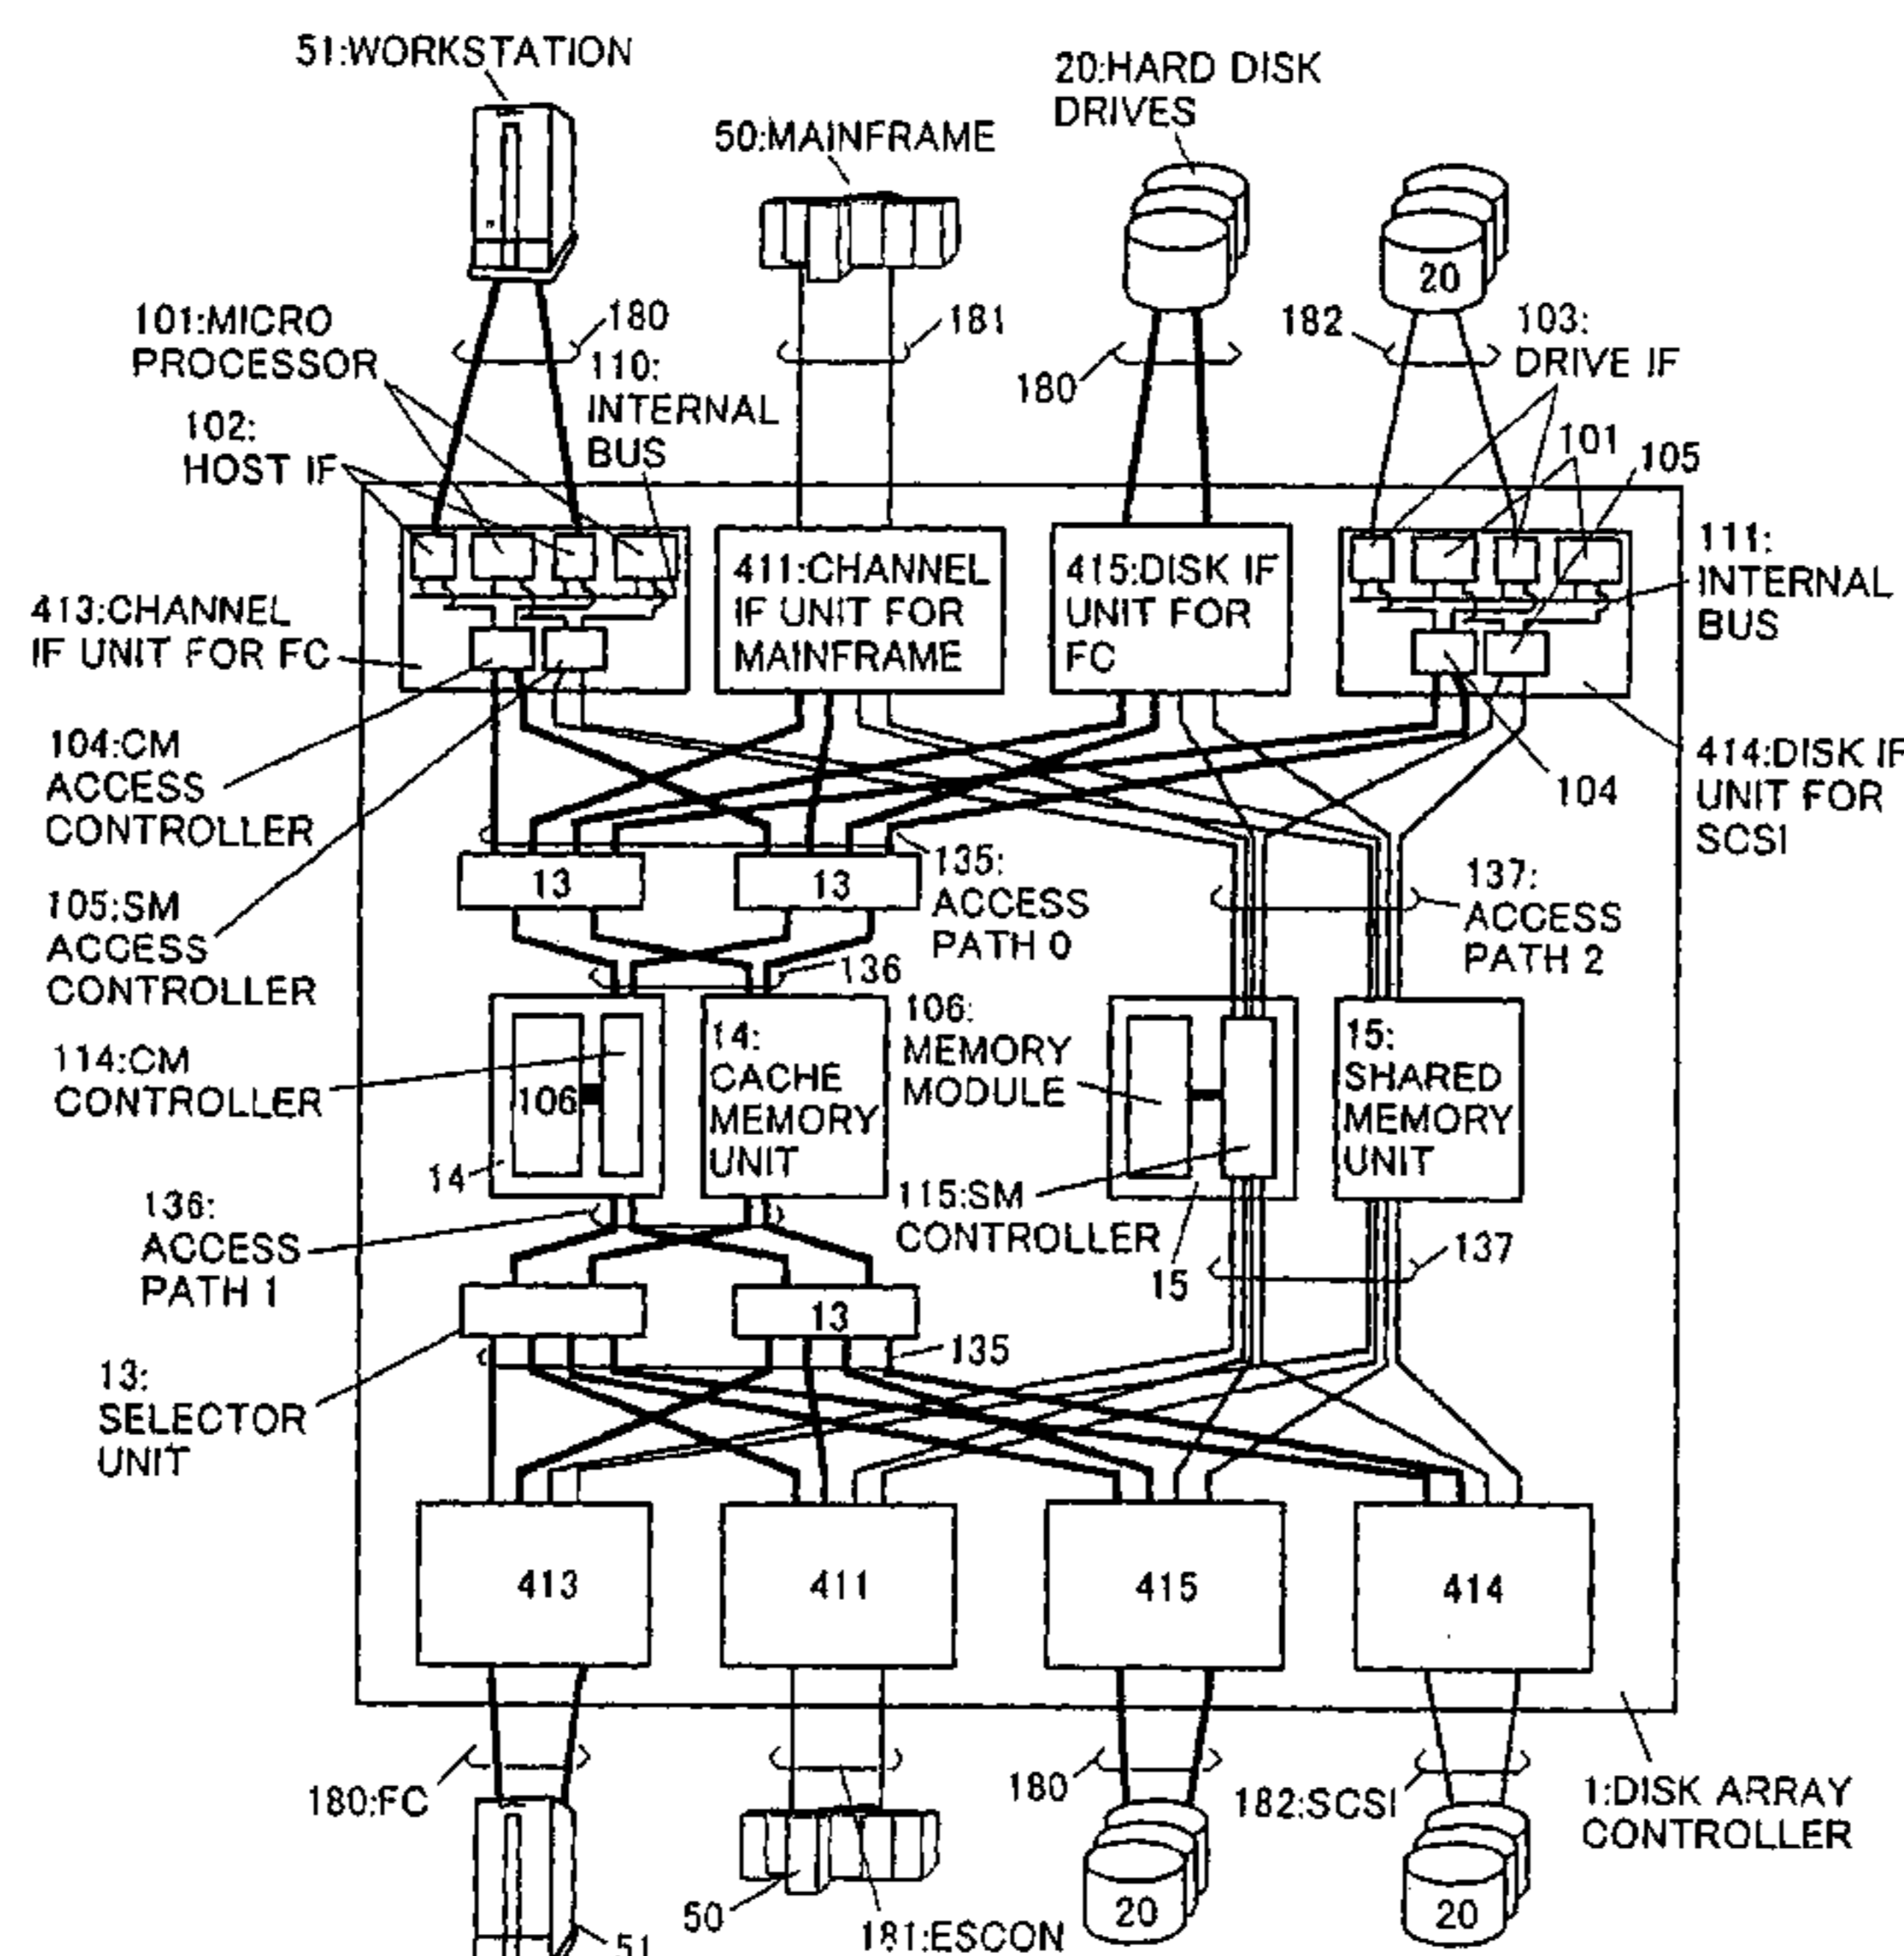 51:WORKSTATION
50:MAINFRAME
20:HARD DISK
DRIVES
20
101:MICRO
PROCESSOR
180
181
180
182
103:
DRIVE IF
110:
INTERNAL
BUS
102:
HOST IF
101
105
413:CHANNEL
IF UNIT FOR FC
411:CHANNEL
IF UNIT FOR
MAINFRAME
415:DISK IF
UNIT FOR
FC
111:
INTERNAL
BUS
104:CM
ACCESS
CONTROLLER
104
414:DISK IF
UNIT FOR
SCSI
13
13
135:
ACCESS
PATH 0
137:
ACCESS
PATH 2
105:SM
ACCESS
CONTROLLER
136
114:CM
CONTROLLER
106
14
14:
CACHE
MEMORY
UNIT
106:
MEMORY
MODULE
15:
SHARED
MEMORY
UNIT
115:SM
CONTROLLER
15
136:
ACCESS
PATH 1
137
13
135
13:
SELECTOR
UNIT
413
411
415
414
180:FC
180
182:SCSI
1:DISK ARRAY
CONTROLLER
50
181:ESCON
20
20
51